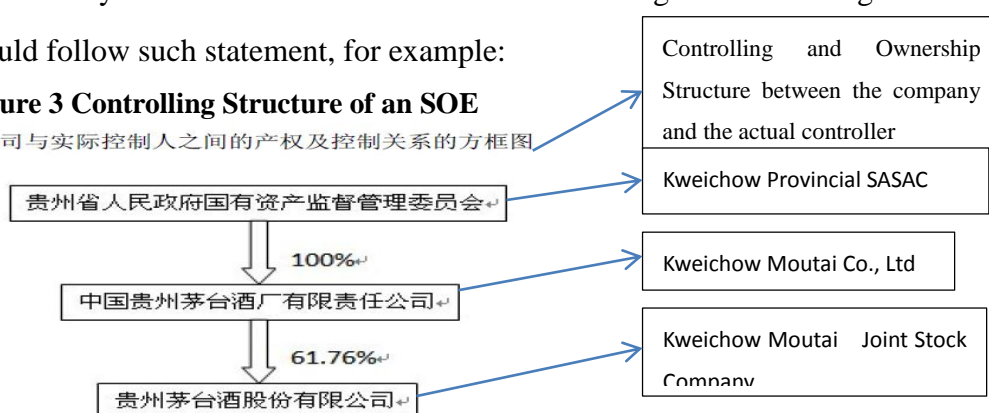 ould follow such statement, for example:
ure 3 Controlling Structure of an SOE
司与实际控制人之间的产权及控制关系的方框图
贵州省人民政府国有资产监督管理委员会
100%
中国贵州茅台酒厂有限责任公司
61.76%
贵州茅台酒股份有限公司
Controlling and Ownership
Structure between the company
and the actual controller
Kweichow Provincial SASAC
Kweichow Moutai Co., Ltd
Kweichow Moutai Joint Stock
Company